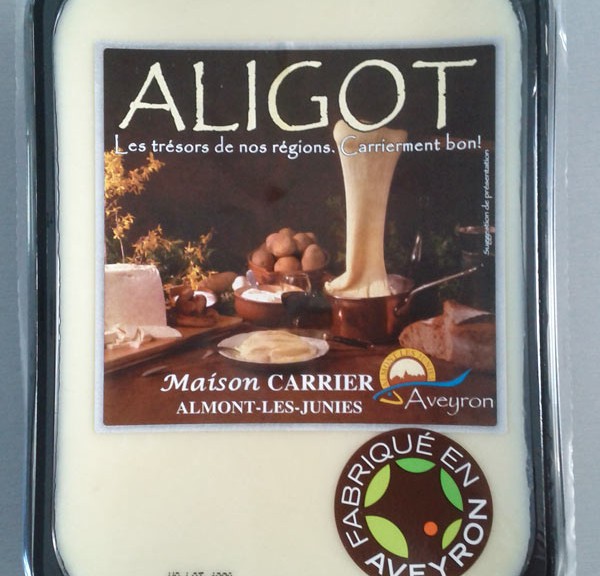 ALIGOT
Les trésors de nos régions. Carrierment bon!
Suggestion de présentation
Maison CARRIER
ALMONT-LES-JUNIES
Aveyron
FABRIQUÉ EN
AVEYRON